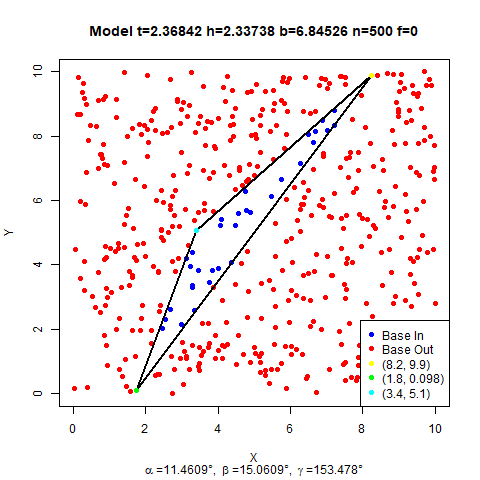 Model t=2.36842 h=2.33738 b=6.84526 n=500 f=0
10
8
6
4
2
0
Y
Base In
Base Out
(8.2, 9.9)
(1.8, 0.098)
(3.4, 5.1)
0 2 4 6 8 10
X
α=11.4609°, β=15.0609°, γ=153.478°